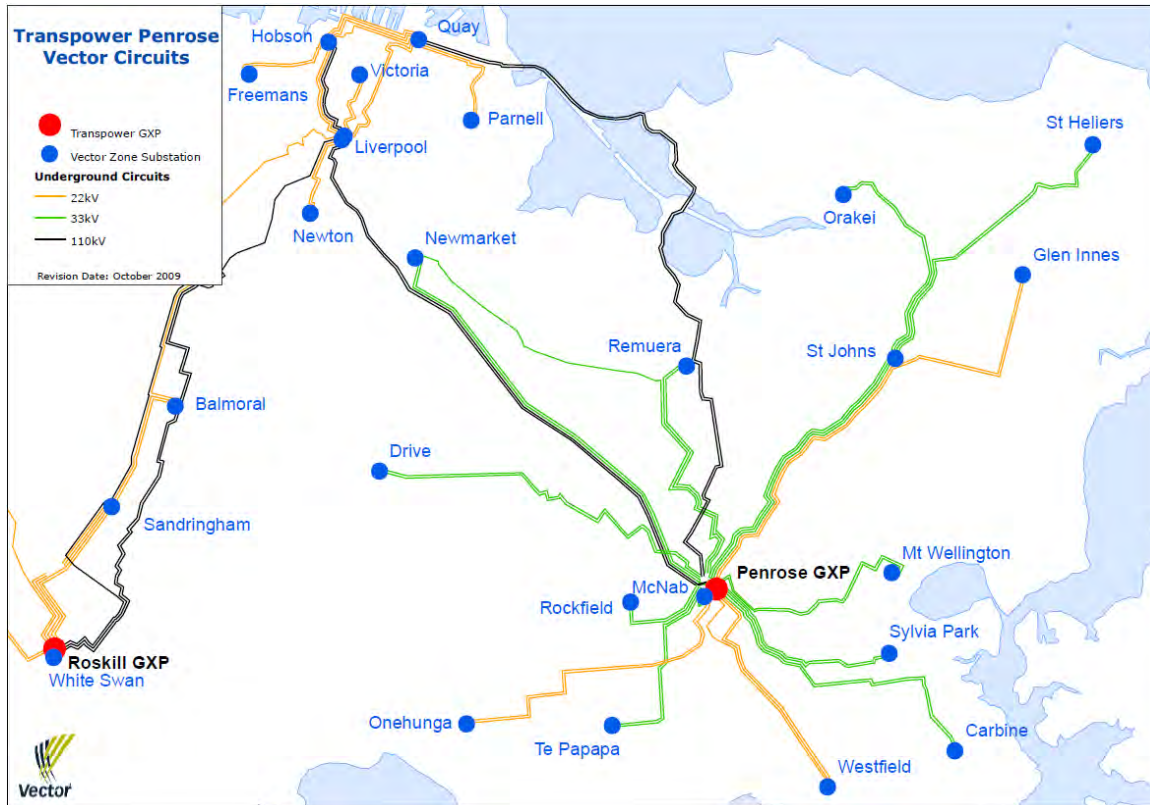 Transpower Penrose
Vector Circuits
Transpower GXP
Vector Zone Substation
Underground Circuits
22kV
33kV
110kV
Revision Date: October 2009
Hobson
Quay
Victoria
Freemans
Parnell
Liverpool
St Heliers
Orakei
Newton
Newmarket
Glen Innes
Remuera
St Johns
Balmoral
Drive
Sandringham
Mt Wellington
Penrose GXP
McNab
Rockfield
Sylvia Park
Roskill GXP
White Swan
Onehunga
Te Papapa
Carbine
Westfield
Vector